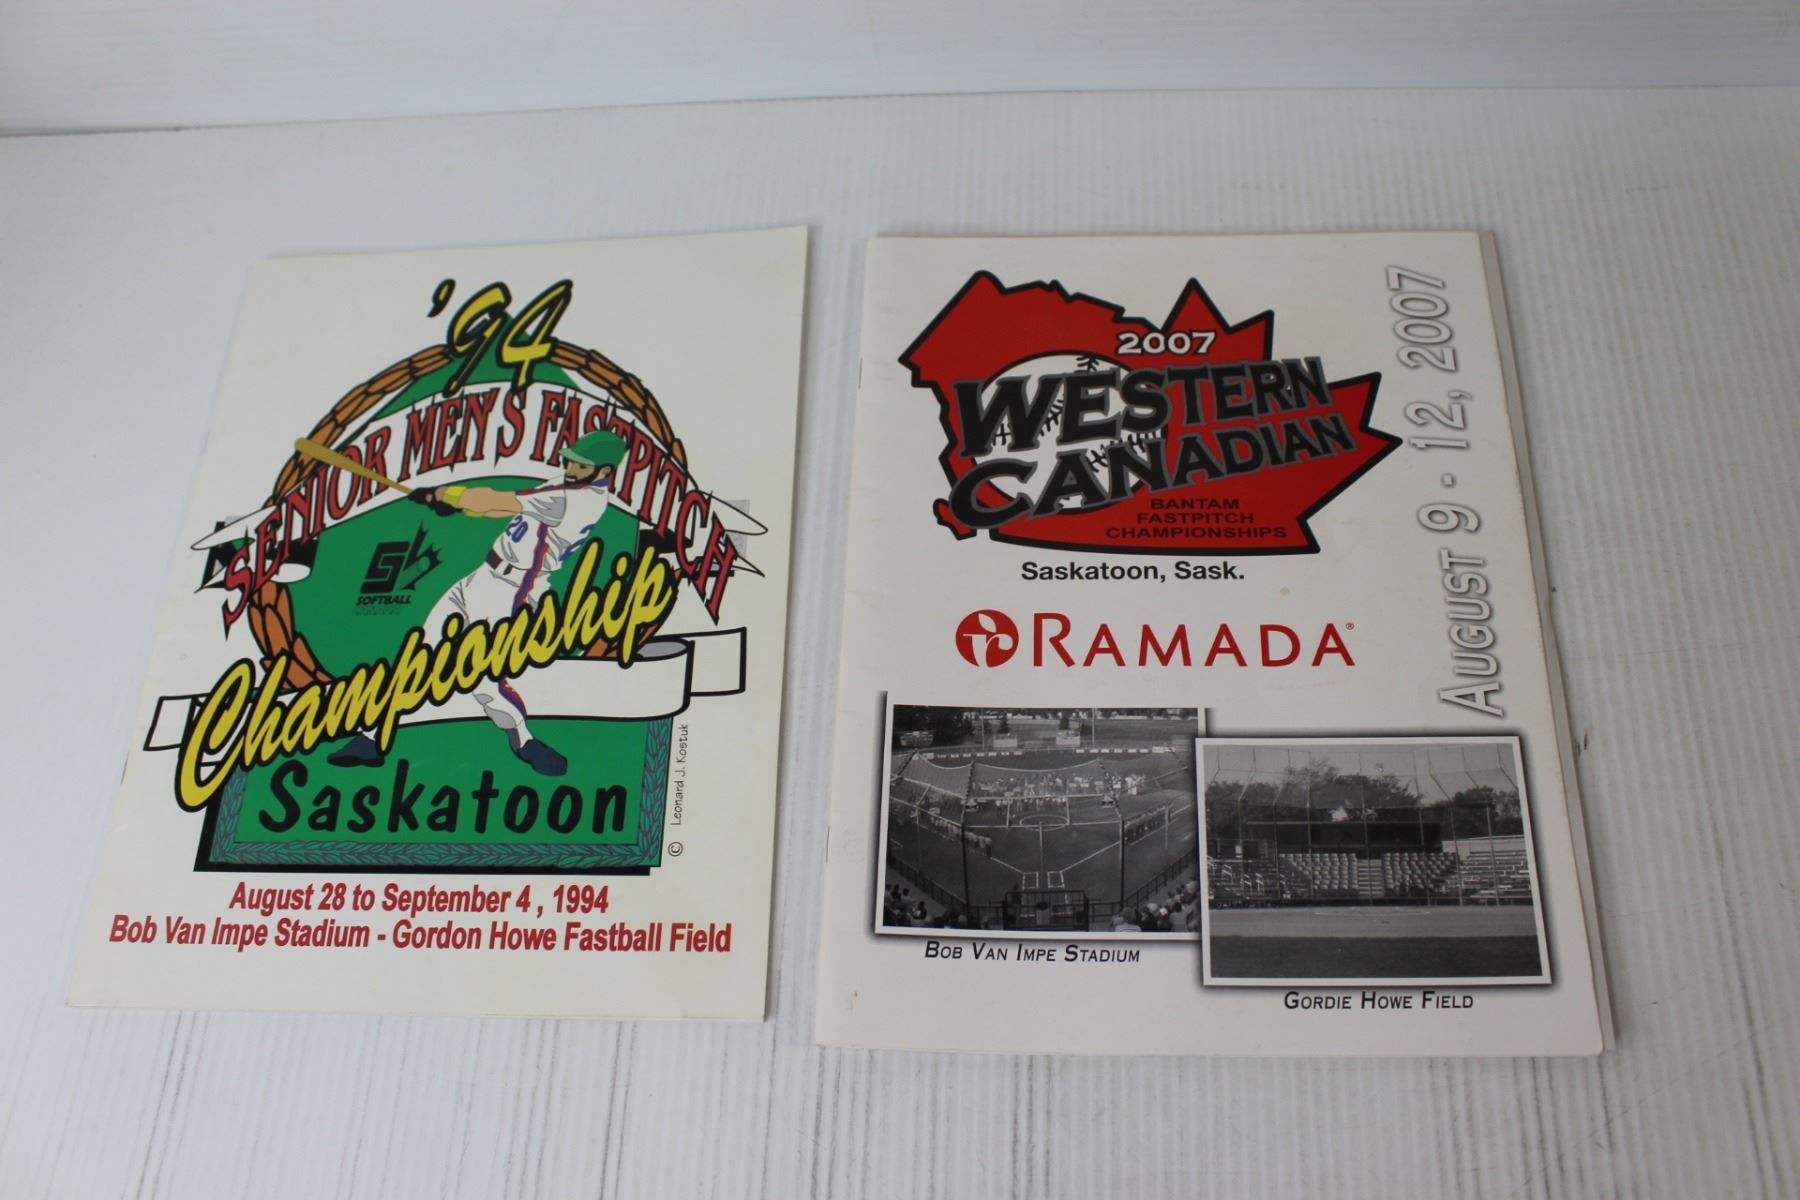 '94
SENIOR MEN'S FASTPITCH
20
SOFTBALL
Championship
Saskatoon
© Leonard J. Kostuk
August 28 to September 4, 1994
Bob Van Impe Stadium - Gordon Howe Fastball Field
2007
WESTERN
CANADIAN
BANTAM
FASTPITCH
CHAMPIONSHIPS
Saskatoon, Sask.
RAMADA®
AUGUST 9 - 12, 2007
BOB VAN IMPE STADIUM
GORDIE HOWE FIELD